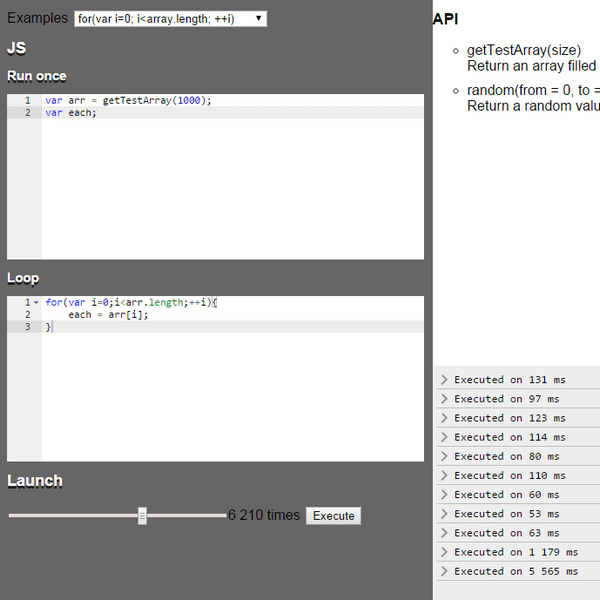 Examples for(var i=0; i<array.length; ++i)
JS
Run once
1 var arr = getTestArray(1000);
2 var each;
Loop
1 for(var i=0;i<arr.length;++i){
2 each = arr[i];
3 }
Launch
6 210 times Execute
API
getTestArray(size)
Return an array filled
random(from = 0, to =
Return a random valu
Executed on 131 ms
Executed on 97 ms
Executed on 123 ms
Executed on 114 ms
Executed on 80 ms
Executed on 110 ms
Executed on 60 ms
Executed on 53 ms
Executed on 63 ms
Executed on 1 179 ms
Executed on 5 565 ms